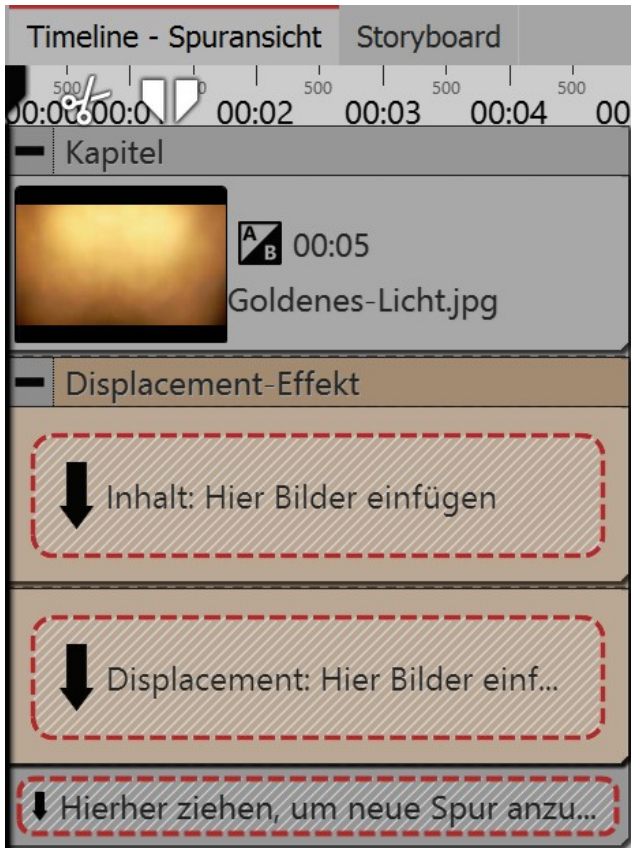 Timeline - Spuransicht Storyboard
500 500 500 500
00:00 00:0 00:02 00:03 00:04 00
Kapitel
A B 00:05
Goldenes-Licht.jpg
Displacement-Effekt
Inhalt: Hier Bilder einfügen
Displacement: Hier Bilder einf...
Hierher ziehen, um neue Spur anzu...